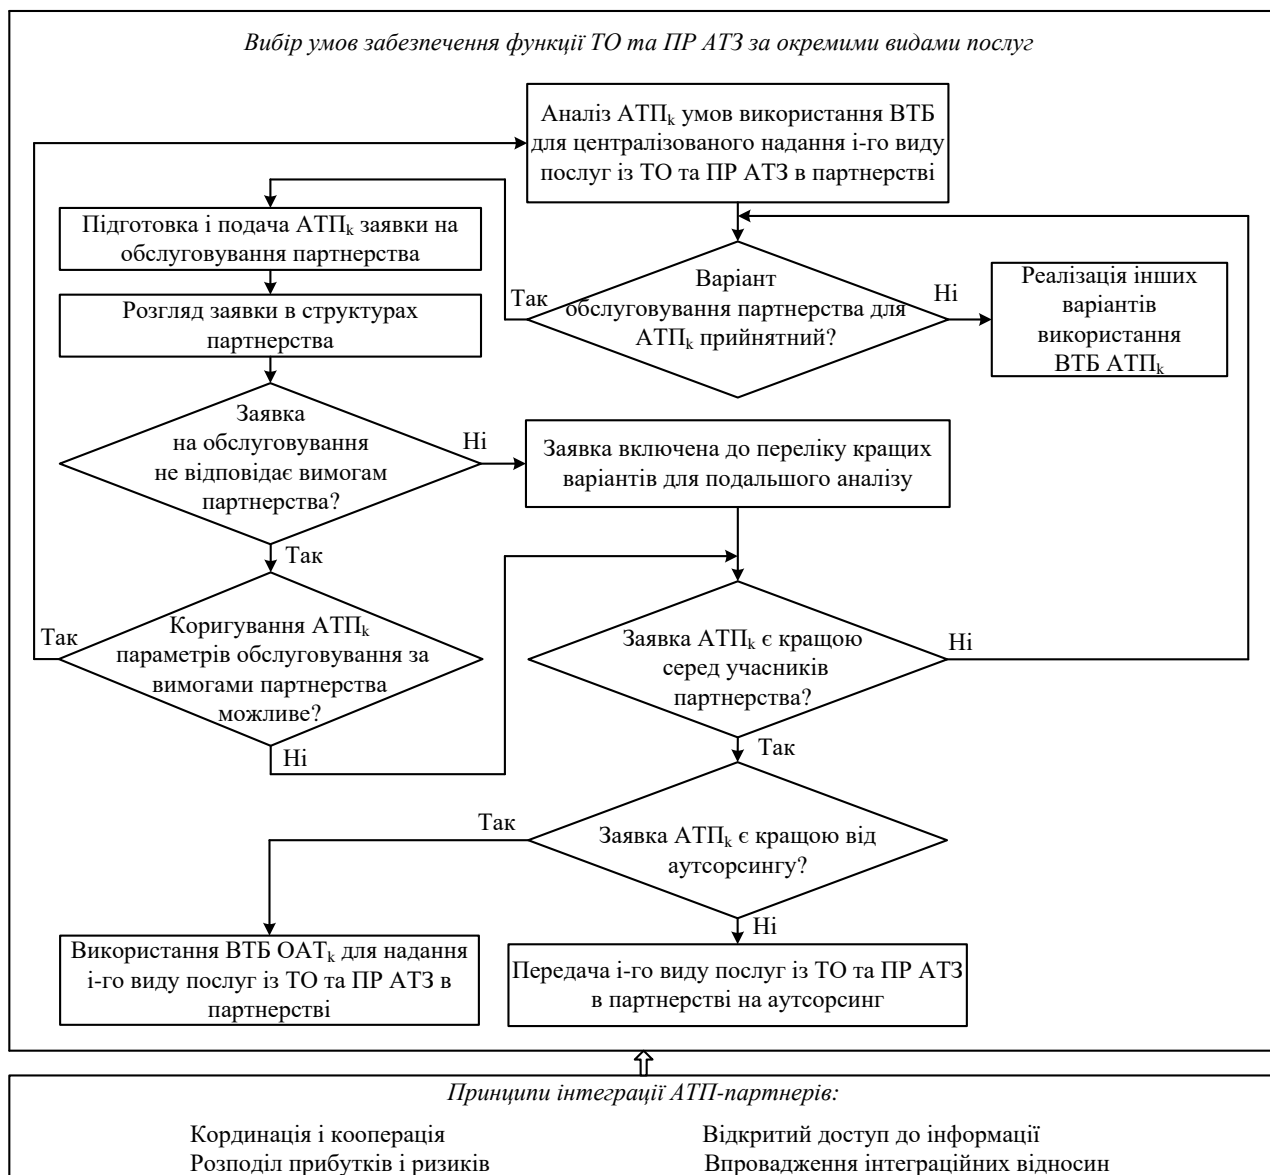 Вибір умов забезпечення функції ТО та ПР АТЗ за окремими видами послуг
Аналіз АТПk умов використання ВТБ
для централізованого надання і-го виду
послуг із ТО та ПР АТЗ в партнерстві
Підготовка і подача АТПk заявки на
обслуговування партнерства
Розгляд заявки в структурах
партнерства
Варіант
обслуговування партнерства для
АТПk прийнятний?
Так
Ні
Реалізація інших
варіантів
використання
ВТБ АТПk
Заявка
на обслуговування
не відповідає вимогам
партнерства?
Ні
Так
Заявка включена до переліку кращих
варіантів для подальшого аналізу
Коригування АТПk
параметрів обслуговування за
вимогами партнерства
можливе?
Так
Ні
Заявка АТПk є кращою
серед учасників
партнерства?
Ні
Так
Заявка АТПk є кращою від
аутсорсингу?
Так
Ні
Використання ВТБ ОАТk для надання
і-го виду послуг із ТО та ПР АТЗ в
партнерстві
Передача і-го виду послуг із ТО та ПР АТЗ
в партнерстві на аутсорсинг
Принципи інтеграції АТП-партнерів:
Кординація і кооперація
Розподіл прибутків і ризиків
Відкритий доступ до інформації
Впровадження інтеграційних відносин